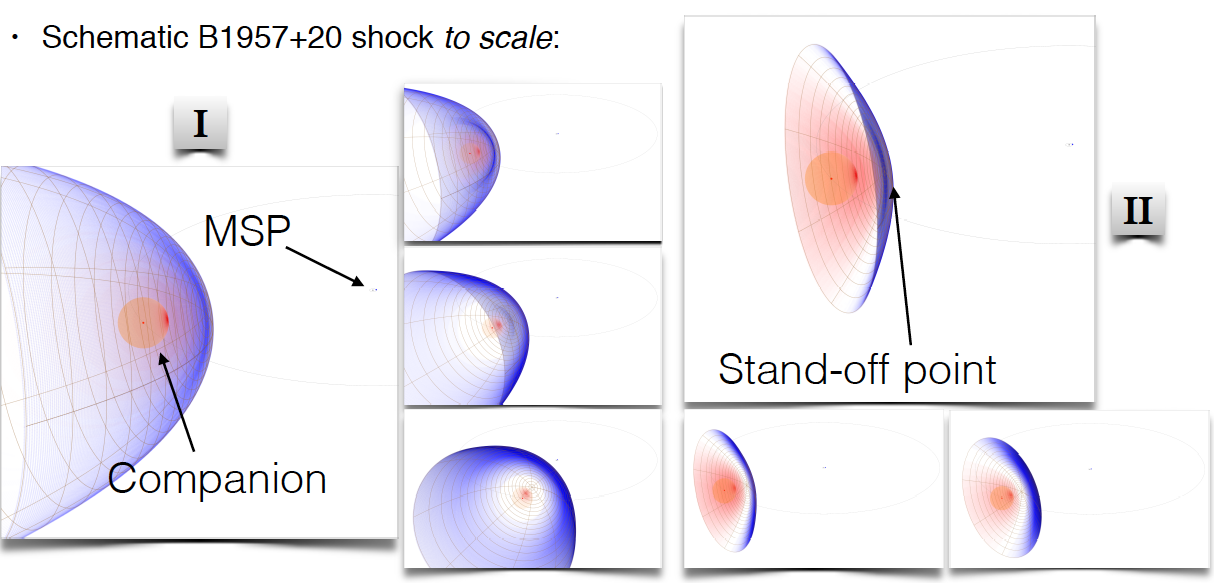 • Schematic B1957+20 shock to scale:
I
MSP
Companion
II
Stand-off point